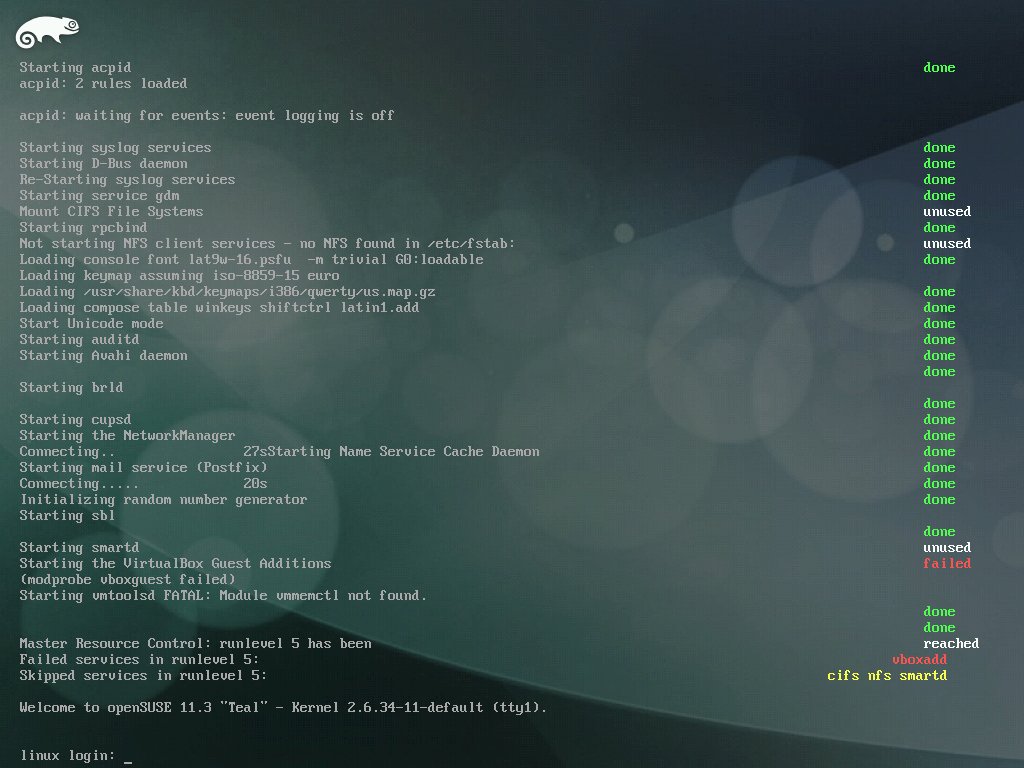 Starting acpid done
acpid: 2 rules loaded
acpid: waiting for events: event logging is off
Starting syslog services done
Starting D-Bus daemon done
Re-Starting syslog services done
Starting service gdm done
Mount CIFS File Systems unused
Starting rpcbind done
Not starting NFS client services - no NFS found in /etc/fstab: unused
Loading console font lat9w-16.psfu  -m trivial G0:loadable done
Loading keymap assuming iso-8859-15 euro
Loading /usr/share/kbd/keymaps/i386/qwerty/us.map.gz done
Loading compose table winkeys shiftctrl latin1.add done
Start Unicode mode done
Starting auditd done
Starting Avahi daemon done
done
Starting brld
done
Starting cupsd done
Starting the NetworkManager done
Connecting.. 27sStarting Name Service Cache Daemon done
Starting mail service (Postfix) done
Connecting..... 20s done
Initializing random number generator done
Starting sbl
done
Starting smartd unused
Starting the VirtualBox Guest Additions failed
(modprobe vboxguest failed)
Starting vmtoolsd FATAL: Module vmmemctl not found.
done
done
Master Resource Control: runlevel 5 has been reached
Failed services in runlevel 5: vboxadd
Skipped services in runlevel 5: cifs nfs smartd
Welcome to openSUSE 11.3 "Teal" - Kernel 2.6.34-11-default (tty1).
linux login: _